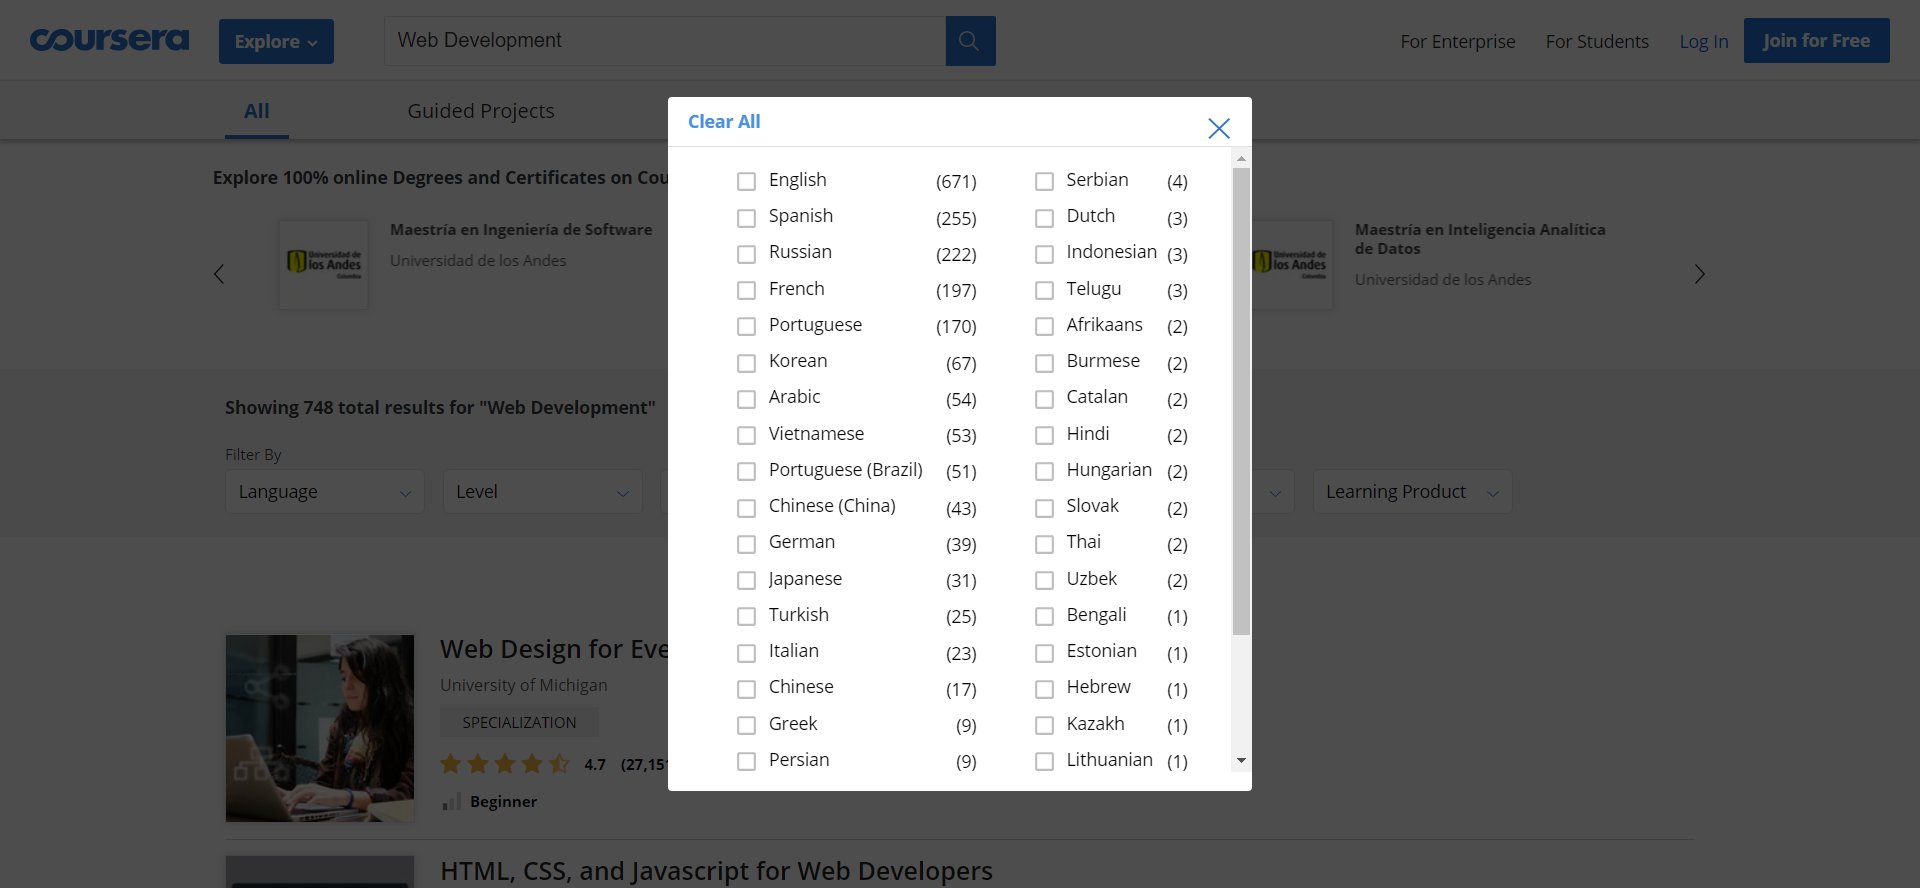 coursera
Explore
Web Development
For Enterprise
For Students
Log In
Join for Free
All
Guided Projects
Explore 100% online Degrees and Certificates on Cou
Universidad de
los Andes
Colombia
Maestría en Ingeniería de Software
Universidad de los Andes
Universidad de
los Andes
Colombia
Maestría en Inteligencia Analítica
de Datos
Universidad de los Andes
Showing 748 total results for "Web Development"
Filter By
Language
Level
Learning Product
Web Design for Eve
University of Michigan
SPECIALIZATION
4.7 (27,151
Beginner
HTML, CSS, and Javascript for Web Developers
Clear All
English (671)
Spanish (255)
Russian (222)
French (197)
Portuguese (170)
Korean (67)
Arabic (54)
Vietnamese (53)
Portuguese (Brazil) (51)
Chinese (China) (43)
German (39)
Japanese (31)
Turkish (25)
Italian (23)
Chinese (17)
Greek (9)
Persian (9)
Serbian (4)
Dutch (3)
Indonesian (3)
Telugu (3)
Afrikaans (2)
Burmese (2)
Catalan (2)
Hindi (2)
Hungarian (2)
Slovak (2)
Thai (2)
Uzbek (2)
Bengali (1)
Estonian (1)
Hebrew (1)
Kazakh (1)
Lithuanian (1)